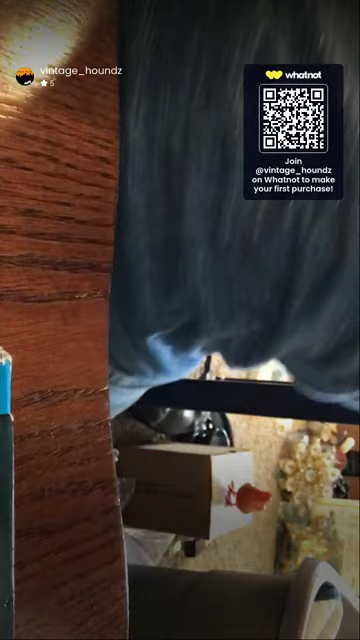 vintage_houndz
★ 5
whatnot
Join
@vintage_houndz
on Whatnot to make
your first purchase!